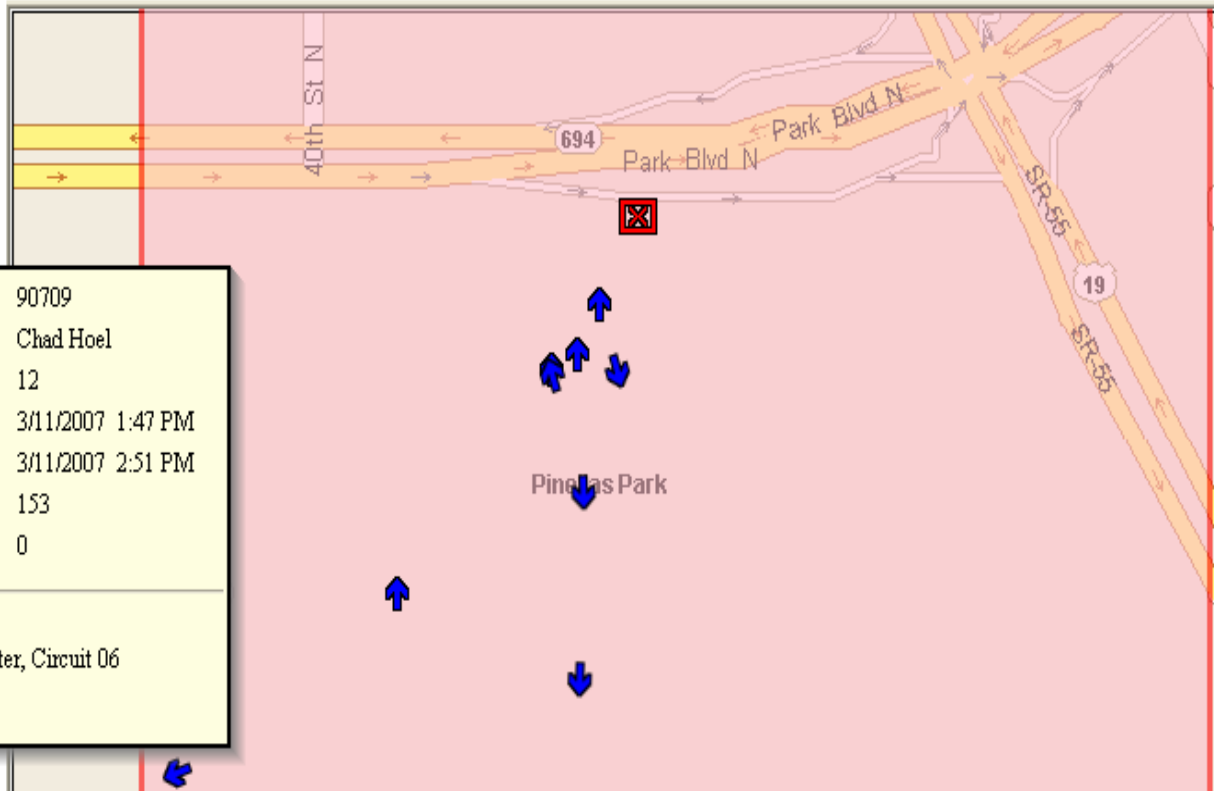 40th St N
694
Park Blvd N
Park Blvd N
SR-55
19
SR-55
90709
Chad Hoel
12
3/11/2007 1:47 PM
3/11/2007 2:51 PM
153
0
ter, Circuit 06
Park